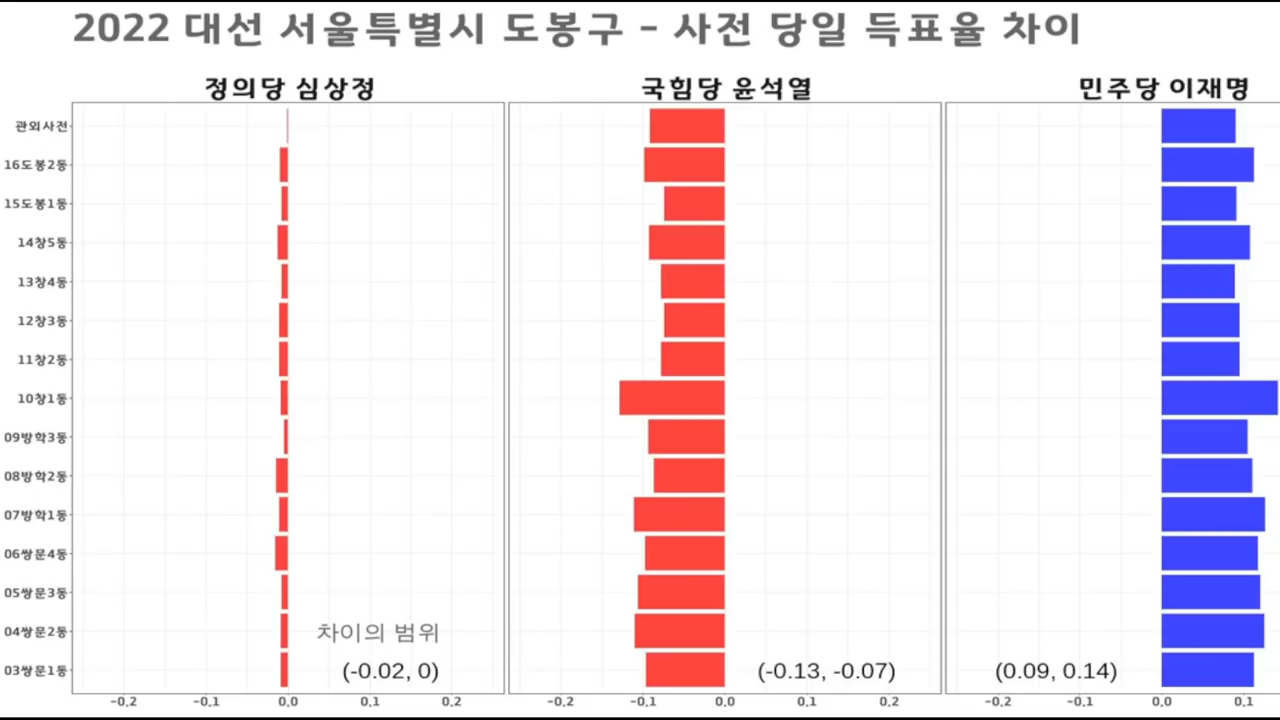 2022 대선 서울특별시 도봉구 - 사전 당일 득표율 차이
정의당 심상정
국힘당 윤석열
민주당 이재명
관외사전
16도봉2동
15도봉1동
14창5동
13창4동
12창3동
11창2동
10창1동
09방학3동
08방학2동
07방학1동
06쌍문4동
05쌍문3동
04쌍문2동
03쌍문1동
차이의 범위
(-0.02, 0)
(-0.13, -0.07)
(0.09, 0.14)
-0.2 -0.1 0.0 0.1 0.2
-0.2 -0.1 0.0 0.1 0.2
-0.2 -0.1 0.0 0.1